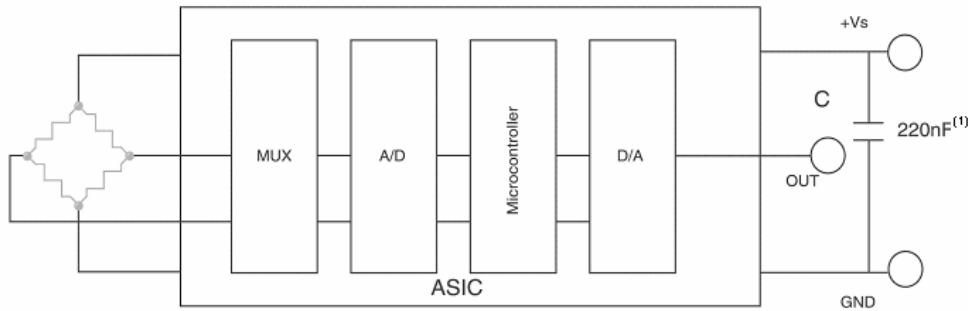 +Vs
C
220nF(1)
MUX
A/D
Microcontroller
D/A
OUT
ASIC
GND